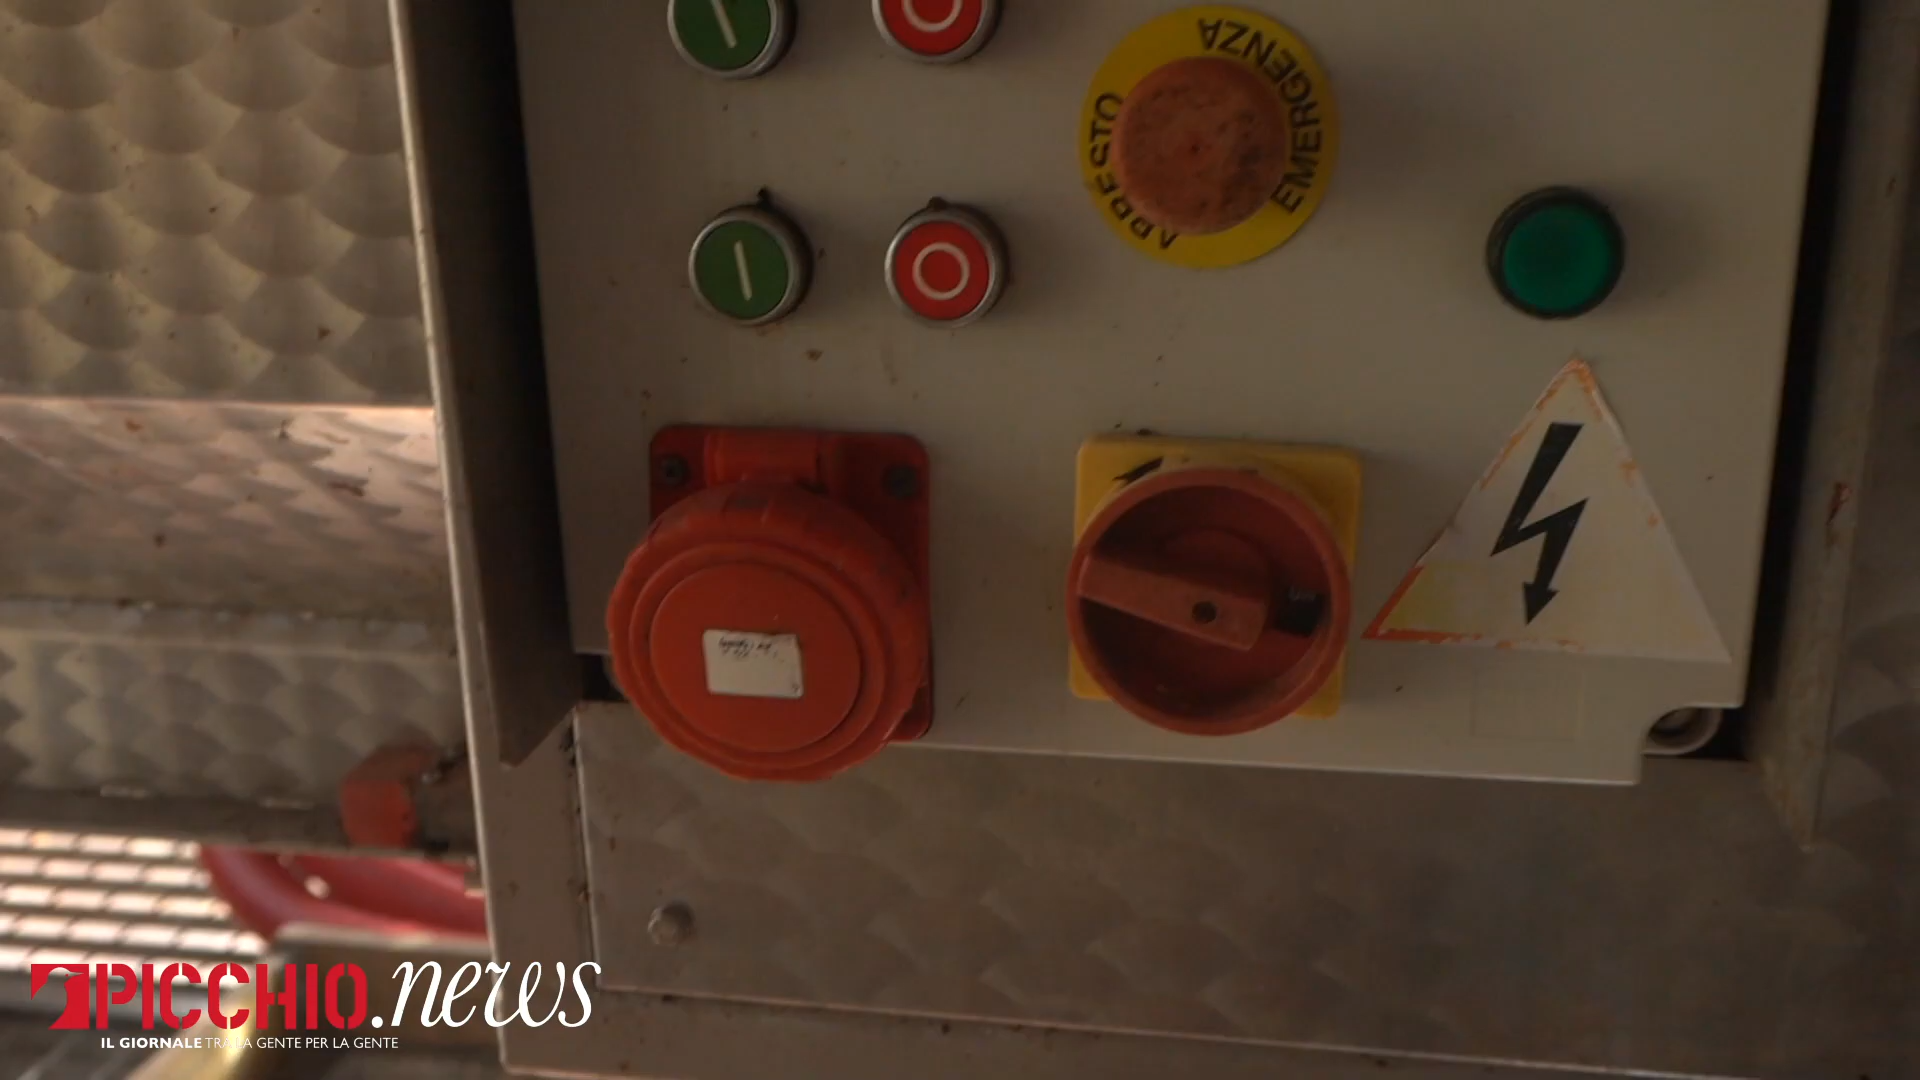 ARRESTO
EMERGENZA
PICCHIO.news
IL GIORNALE TRA LA GENTE PER LA GENTE